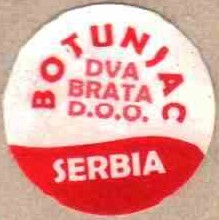 BOTUNJAC
DVA
BRATA
D.O.O.
SERBIA